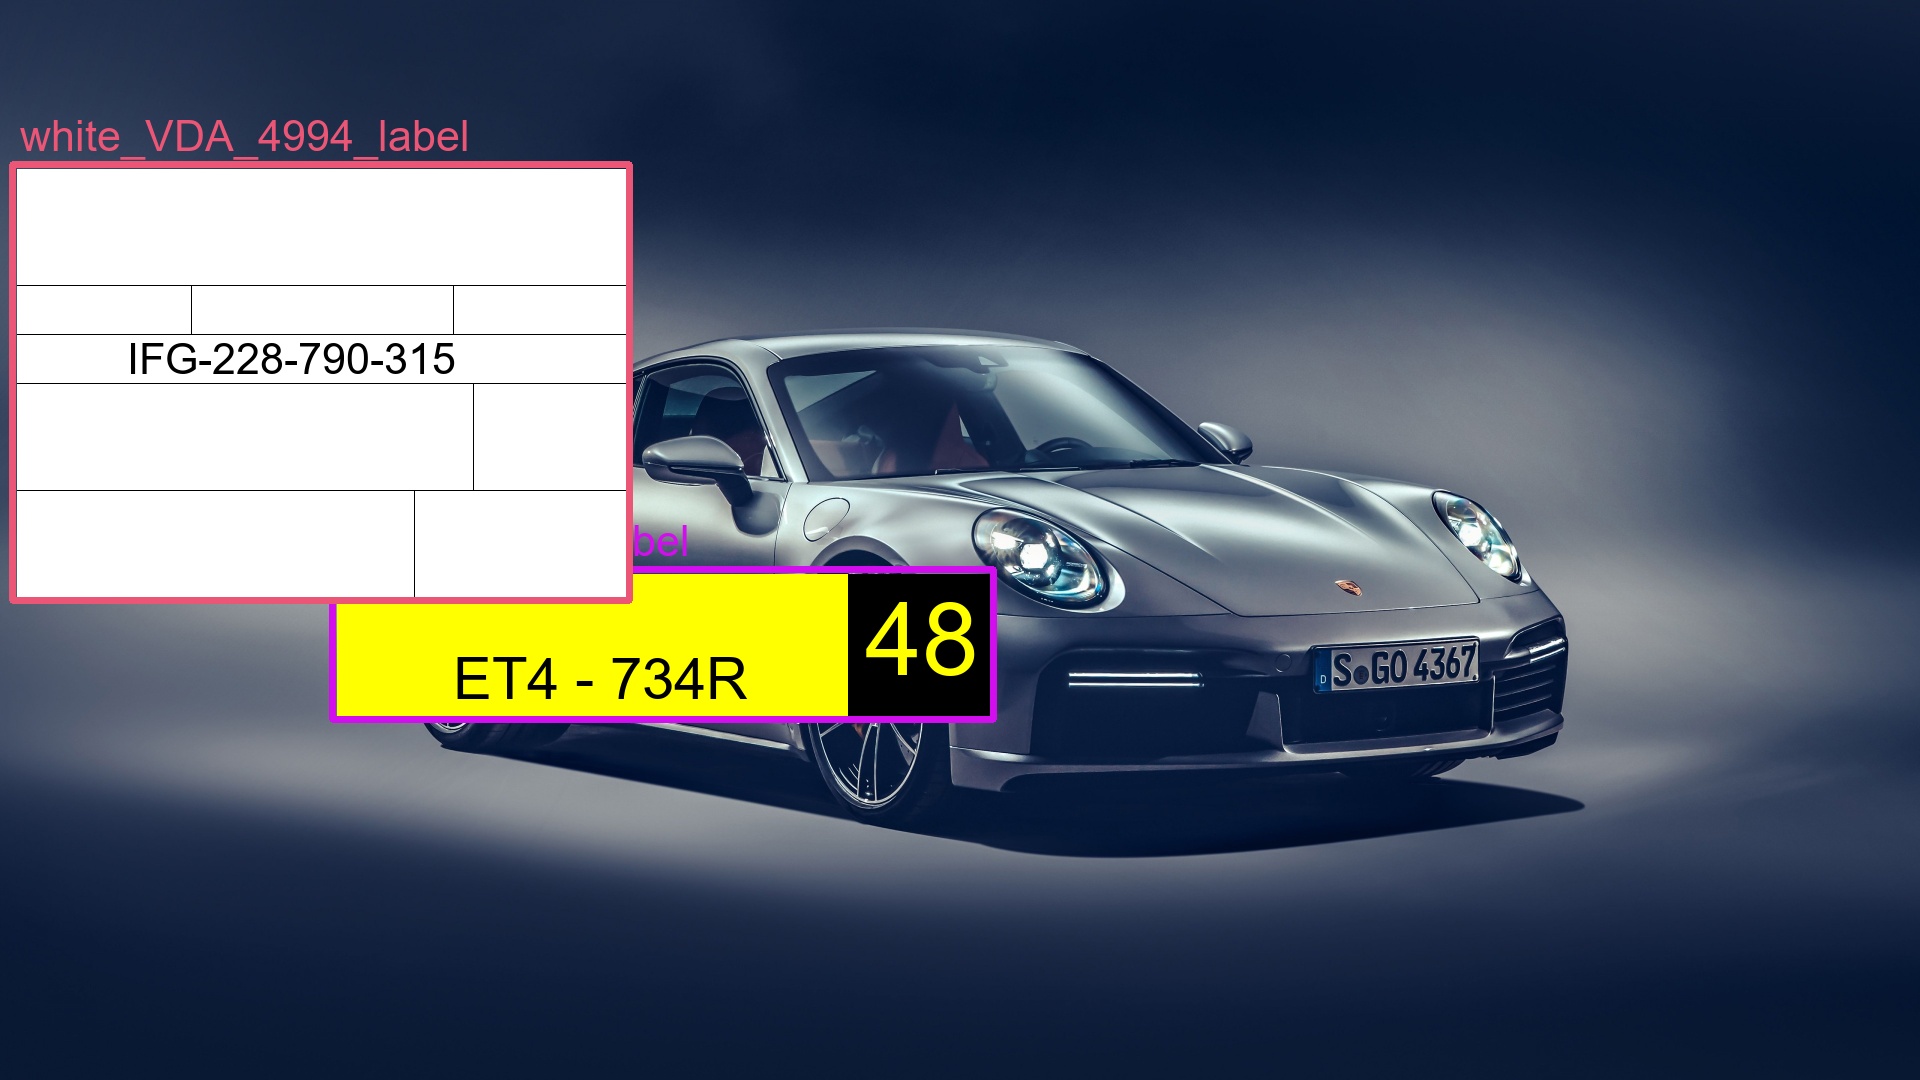 white_VDA_4994_label
IFG-228-790-315
bel
48
ET4 - 734R
S GO 4367
D